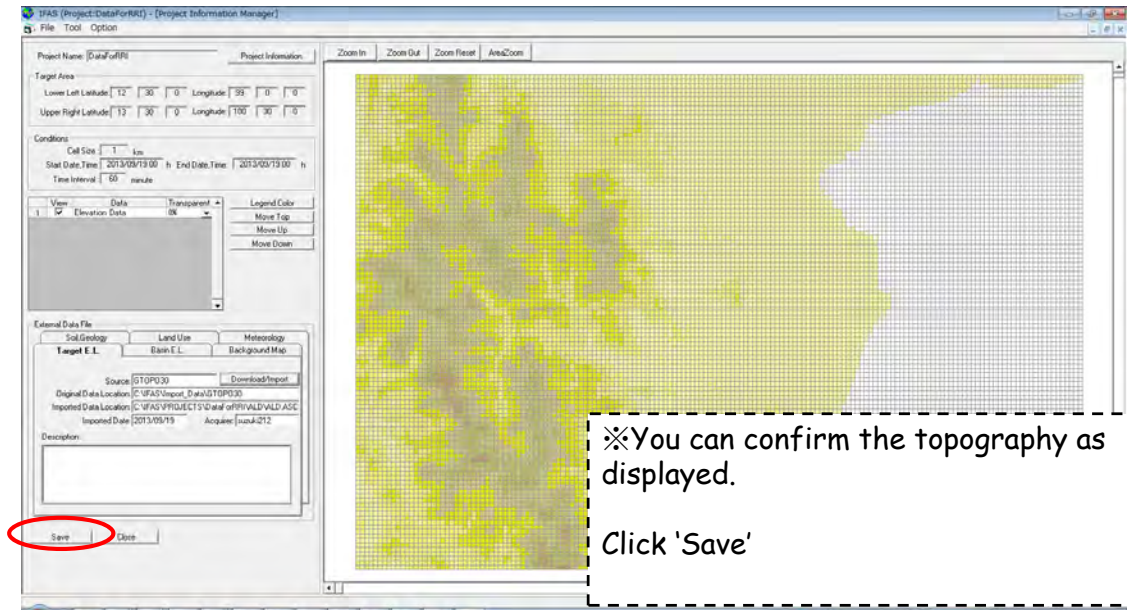 IFAS (Project:DataForRRI) - [Project Information Manager]
File Tool Option
Project Name: DataForRRI Project Information
Zoom In Zoom Out Zoom Reset AreaZoom
Target Area
Lower Left Latitude: 12 30 0 Longitude: 99 0 0
Upper Right Latitude: 13 30 0 Longitude: 100 30 0
Conditions
Cell Size : 1 km
Start Date,Time: 2013/09/19 00 h End Date,Time: 2013/09/19 00 h
Time Interval : 60 minute
View Data Transparent
1 Elevation Data 0%
Legend Color
Move Top
Move Up
Move Down
External Data File
Soil,Geology Land Use Meteorology
Target E.L. Basin E.L. Background Map
Source: GTOPO30 Download/Import
Original Data Location: C:\IFAS\Import_Data\GTOPO30
Imported Data Location: C:\IFAS\PROJECTS\DataForRRI\ALD\ALD.ASC
Imported Date: 2013/09/19 Acquirer: suzuki212
Description:
Save Close
※You can confirm the topography as
displayed.
Click ‘Save’